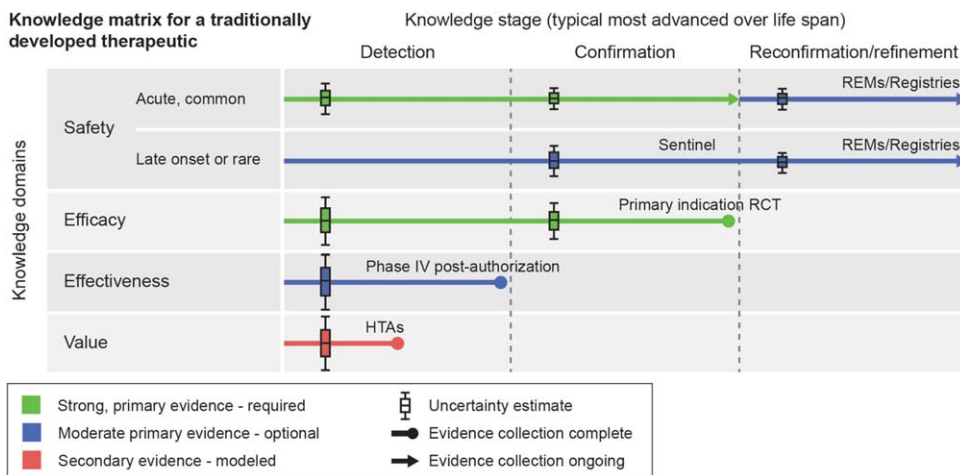 Knowledge matrix for a traditionally
developed therapeutic
Knowledge stage (typical most advanced over life span)
Detection
Confirmation
Reconfirmation/refinement
Knowledge domains
Safety
Acute, common
REMs/Registries
Late onset or rare
Sentinel
REMs/Registries
Efficacy
Primary indication RCT
Effectiveness
Phase IV post-authorization
Value
HTAs
Strong, primary evidence - required
Moderate primary evidence - optional
Secondary evidence - modeled
Uncertainty estimate
Evidence collection complete
Evidence collection ongoing